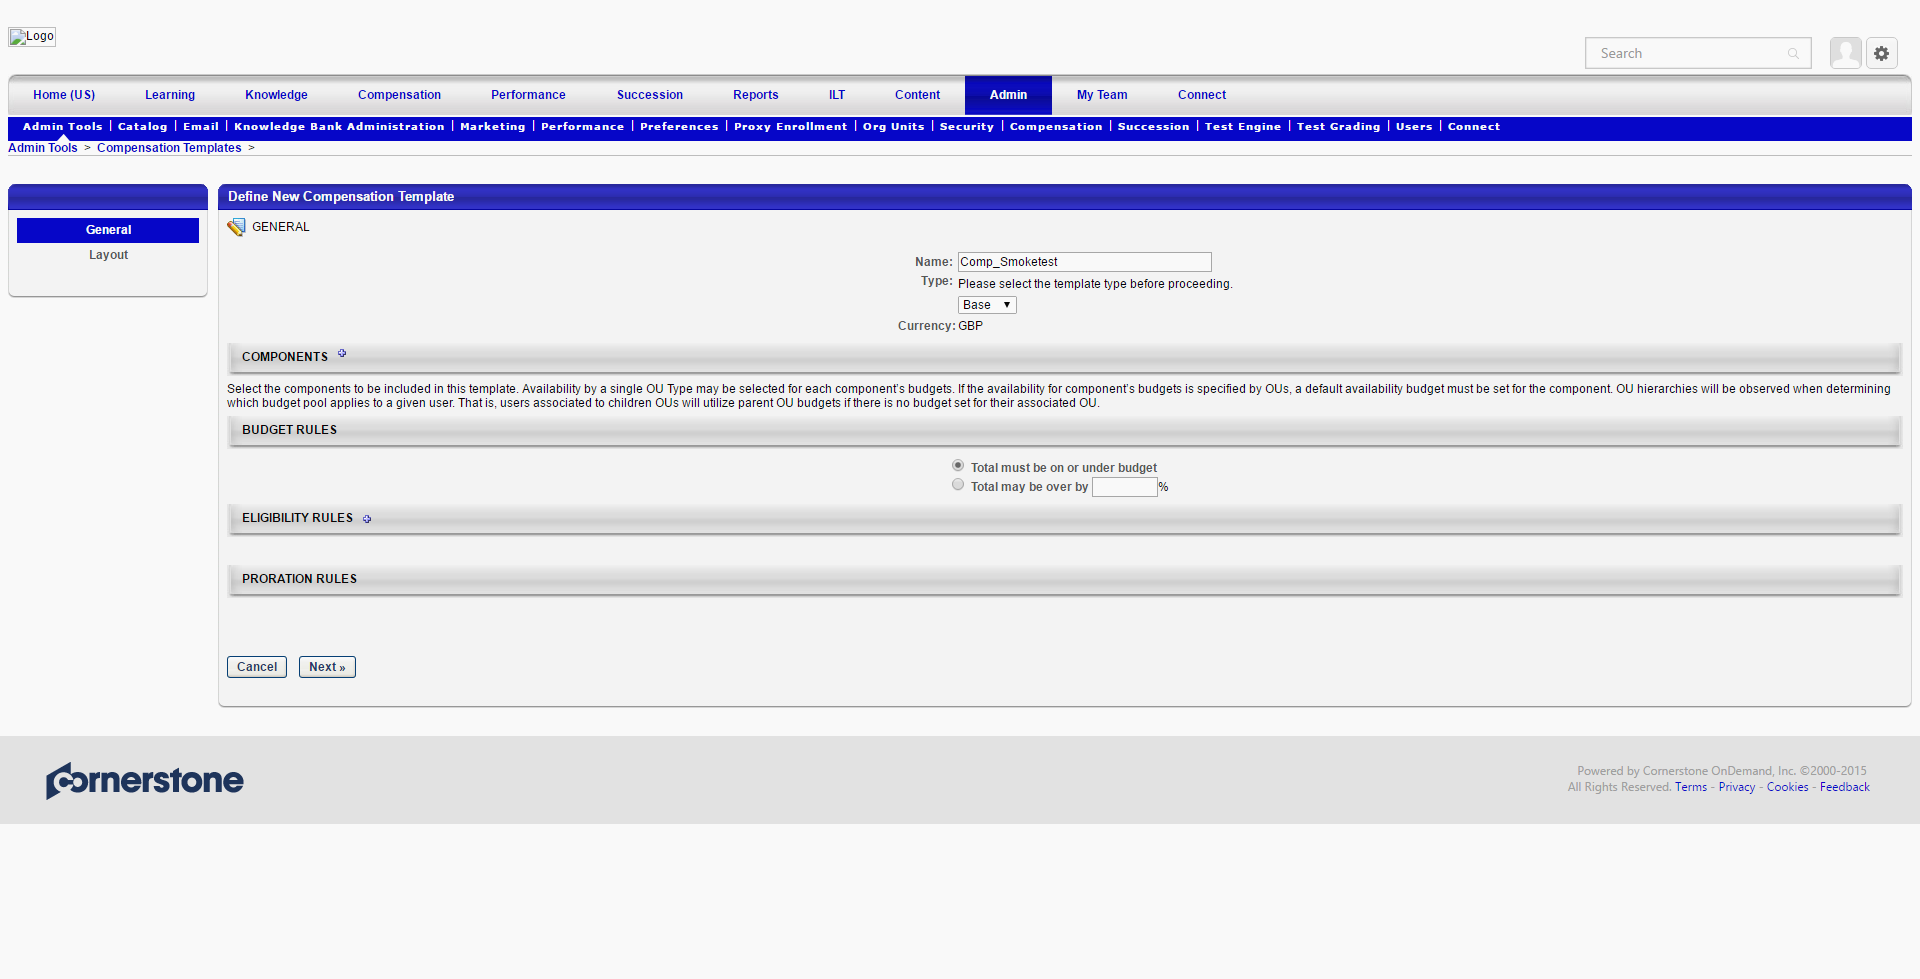 Logo
Search
Home (US) Learning Knowledge Compensation Performance Succession Reports ILT Content Admin My Team Connect
Admin Tools | Catalog | Email | Knowledge Bank Administration | Marketing | Performance | Preferences | Proxy Enrollment | Org Units | Security | Compensation | Succession | Test Engine | Test Grading | Users | Connect
Admin Tools > Compensation Templates >
General
Layout
Define New Compensation Template
GENERAL
Name: Comp_Smoketest
Type: Please select the template type before proceeding.
Base
Currency: GBP
COMPONENTS
Select the components to be included in this template. Availability by a single OU Type may be selected for each component's budgets. If the availability for component's budgets is specified by OUs, a default availability budget must be set for the component. OU hierarchies will be observed when determining
which budget pool applies to a given user. That is, users associated to children OUs will utilize parent OU budgets if there is no budget set for their associated OU.
BUDGET RULES
Total must be on or under budget
Total may be over by %
ELIGIBILITY RULES
PRORATION RULES
Cancel Next »
Cornerstone
Powered by Cornerstone OnDemand, Inc. ©2000-2015
All Rights Reserved. Terms - Privacy - Cookies - Feedback